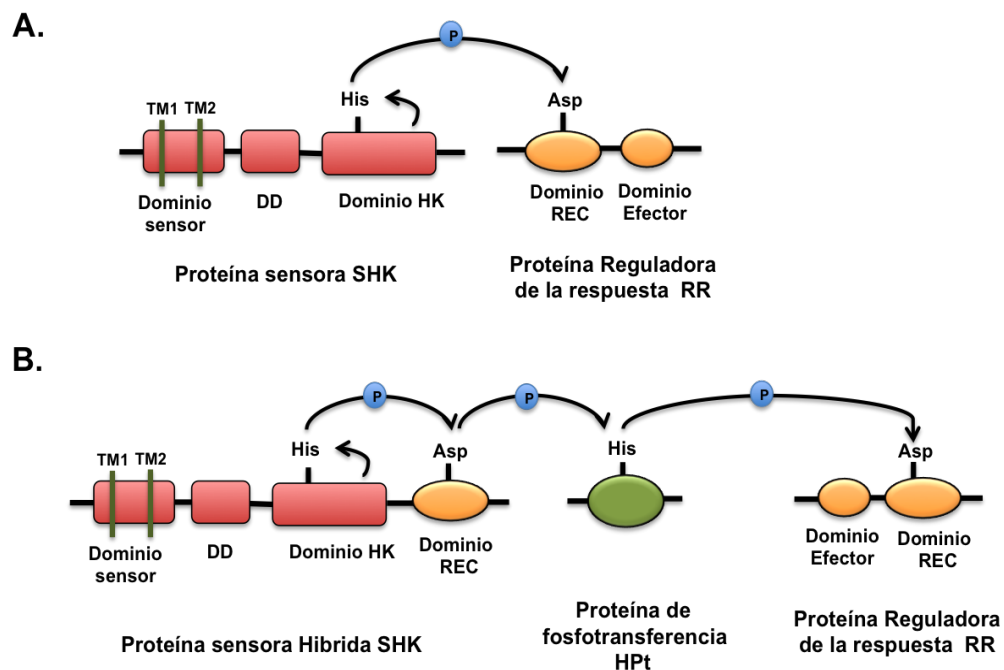 A.
P
His
Asp
TM1 TM2
Dominio
sensor
DD
Dominio HK
Dominio
REC
Dominio
Efector
Proteína sensora SHK
Proteína Reguladora
de la respuesta RR
B.
P
P
P
His
Asp
His
Asp
TM1 TM2
Dominio
sensor
DD
Dominio HK
Dominio
REC
Dominio
Efector
Dominio
REC
Proteína sensora Hibrida SHK
Proteína de
fosfotransferencia
HPt
Proteína Reguladora
de la respuesta RR